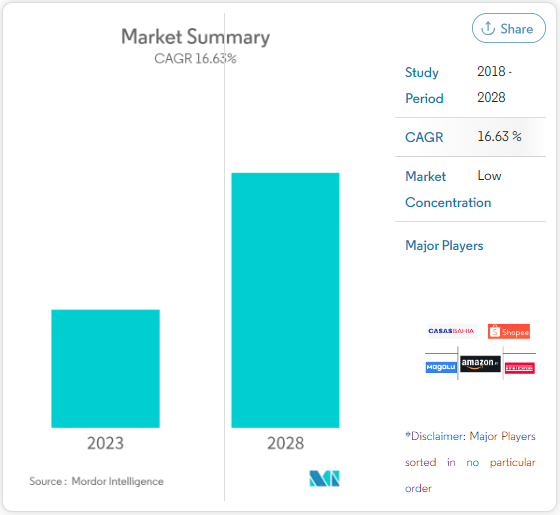 Market Summary
CAGR 16.63%
2023
2028
Source : Mordor Intelligence
Share
Study Period
2018 - 2028
CAGR
16.63 %
Market Concentration
Low
Major Players
CASASBAHIA
Shopee
Magalu
amazon
*Disclaimer: Major Players
sorted in no particular
order